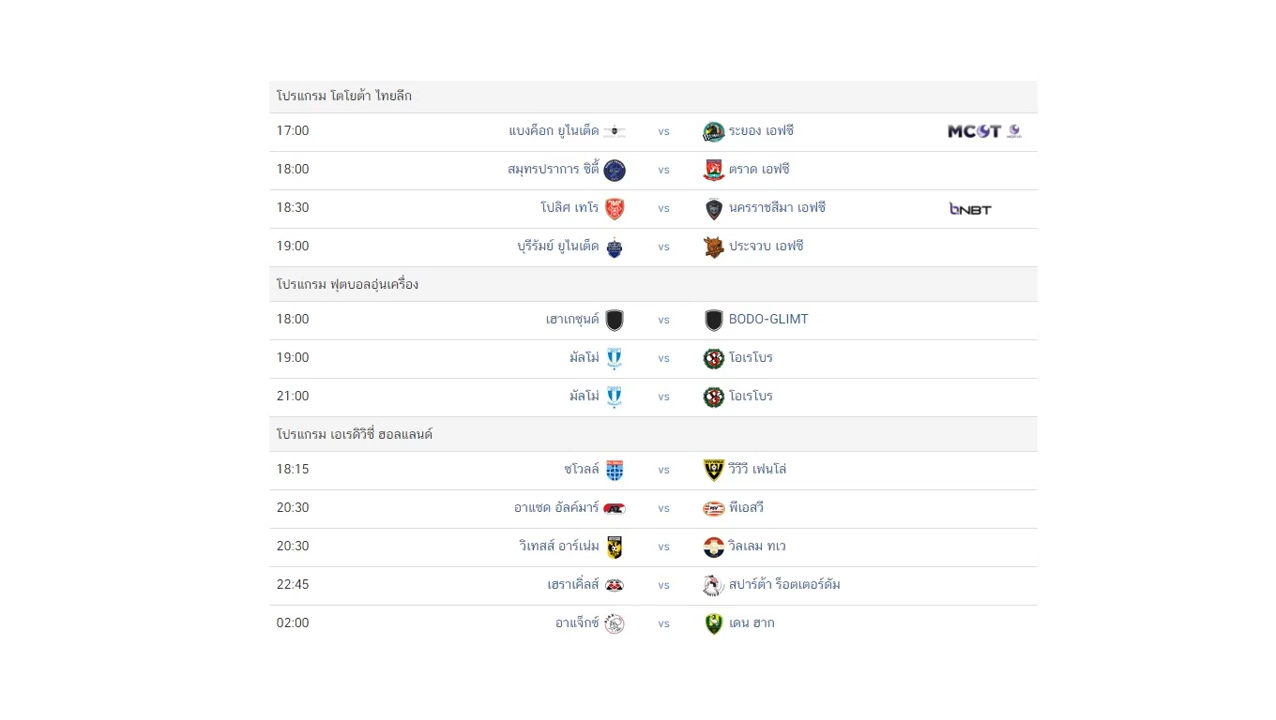 โปรแกรม โตโยต้า ไทยลีก
17:00 แบงค็อก ยูไนเต็ด vs ระยอง เอฟซี MCOT
18:00 สมุทรปราการ ซิตี้ vs ตราด เอฟซี
18:30 โปลิศ เทโร vs นครราชสีมา เอฟซี NBT
19:00 บุรีรัมย์ ยูไนเต็ด vs ประจวบ เอฟซี
โปรแกรม ฟุตบอลอุ่นเครื่อง
18:00 เฮาเกซุนด์ vs BODO-GLIMT
19:00 มัลโม่ vs โอเรโบร
21:00 มัลโม่ vs โอเรโบร
โปรแกรม เอเรดิวิซี่ ฮอลแลนด์
18:15 ซโวลล์ vs วีวีวี เฟนโล่
20:30 อาแซด อัลค์มาร์ AZ vs PSV พีเอสวี
20:30 วิเทสส์ อาร์เน่ม vs วิลเลม ทเว
22:45 เฮราเคิ่ลส์ vs สปาร์ต้า ร็อตเตอร์ดัม
02:00 อาแจ็กซ์ vs เดน ฮาก